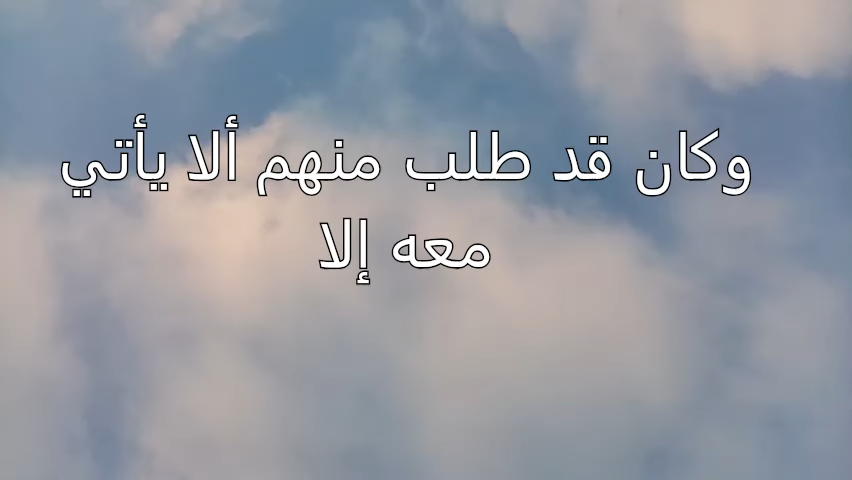 وكان قد طلب منهم ألا يأتي
معه إلا